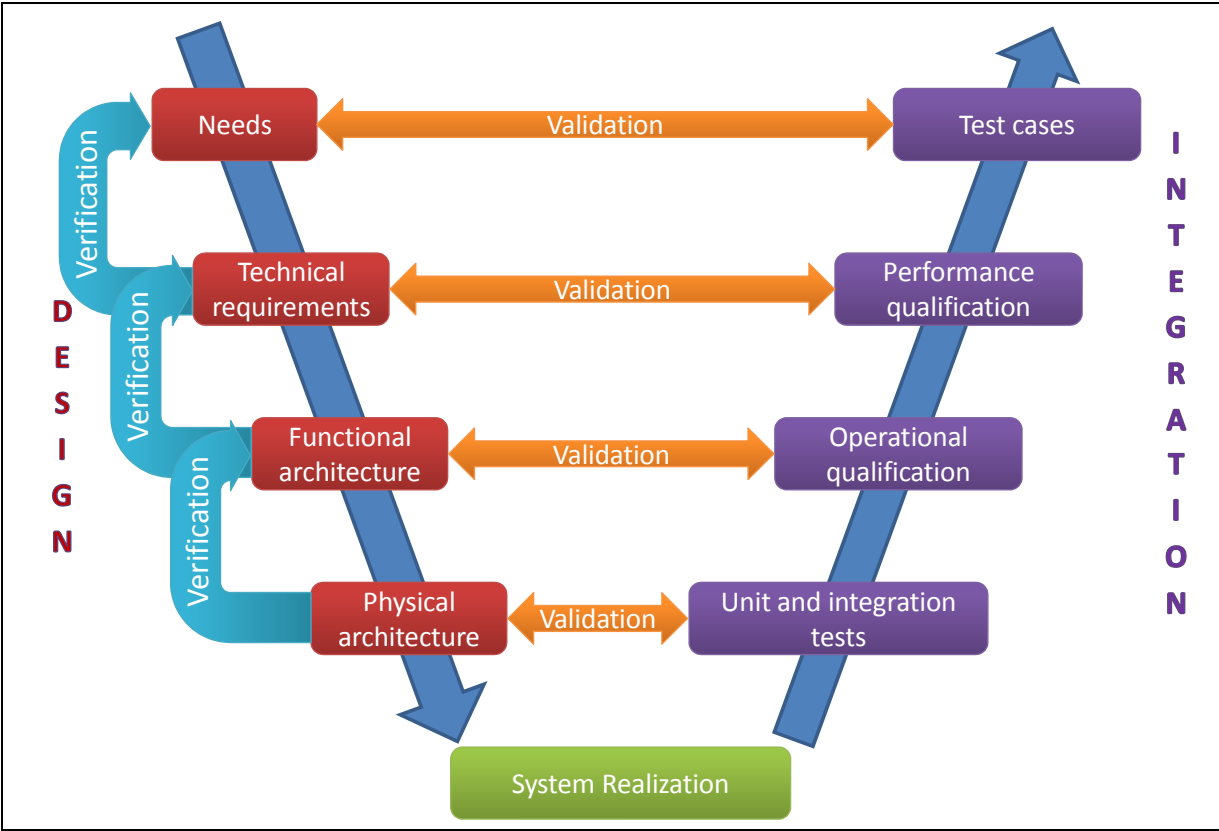 Needs
Validation
Test cases
Verification
Technical
requirements
Validation
Performance
qualification
Verification
Functional
architecture
Validation
Operational
qualification
Verification
Physical
architecture
Validation
Unit and integration
tests
System Realization
DESIGN
INTEGRATION